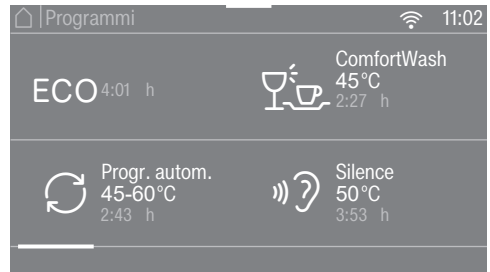 Programmi 11:02
ECO 4:01 h
ComfortWash
45°C
2:27 h
Progr. autom.
45-60°C
2:43 h
Silence
50°C
3:53 h